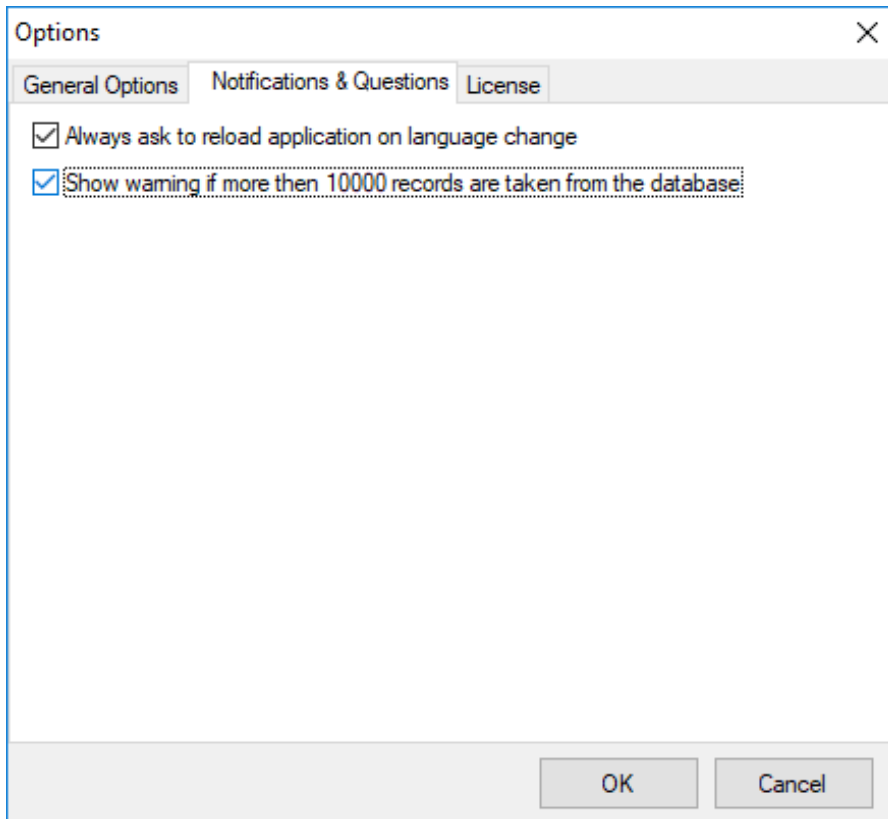 Options
General Options Notifications & Questions License
Always ask to reload application on language change
Show warning if more then 10000 records are taken from the database
OK Cancel